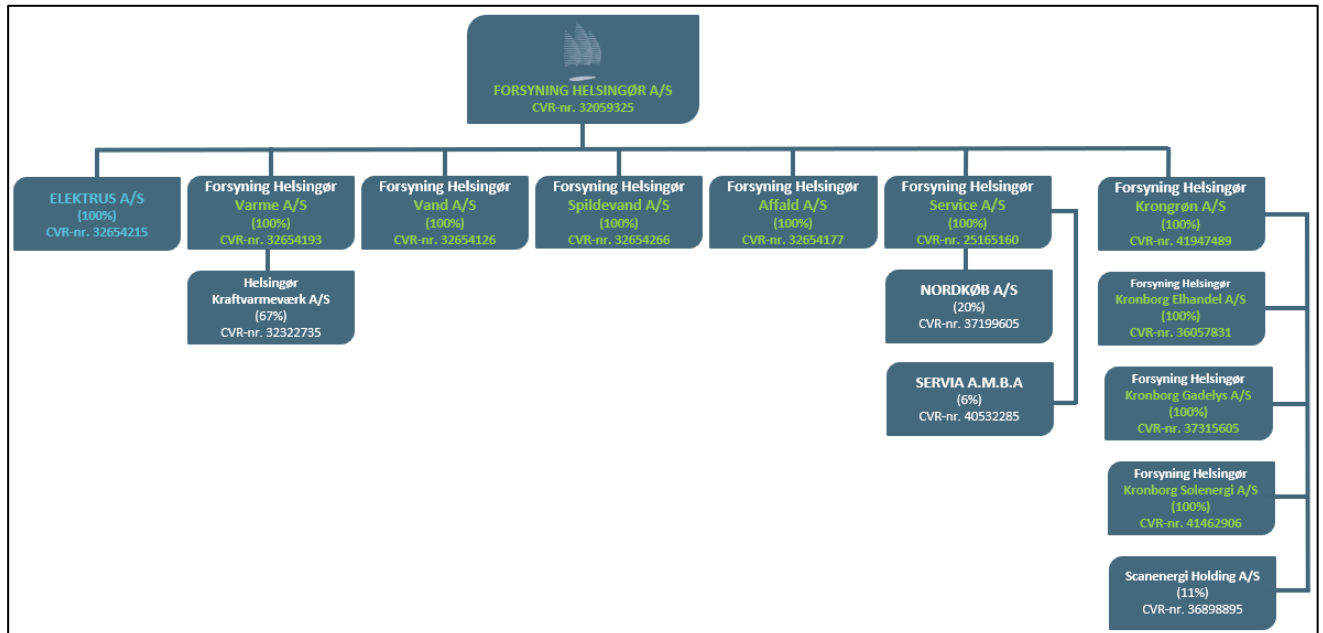 FORSYNING HELSINGØR A/S
CVR-nr. 32059325
ELEKTRUS A/S
(100%)
CVR-nr. 32654215
Forsyning Helsingør
Varme A/S
(100%)
CVR-nr. 32654193
Forsyning Helsingør
Vand A/S
(100%)
CVR-nr. 32654126
Forsyning Helsingør
Spildevand A/S
(100%)
CVR-nr. 32654266
Forsyning Helsingør
Affald A/S
(100%)
CVR-nr. 32654177
Forsyning Helsingør
Service A/S
(100%)
CVR-nr. 25165160
Forsyning Helsingør
Krongrøn A/S
(100%)
CVR-nr. 41947489
Helsingør
Kraftvarmeværk A/S
(67%)
CVR-nr. 32322735
NORDKØB A/S
(20%)
CVR-nr. 37199605
SERVIA A.M.B.A
(6%)
CVR-nr. 40532285
Forsyning Helsingør
Kronborg Elhandel A/S
(100%)
CVR-nr. 36057831
Forsyning Helsingør
Kronborg Gadelys A/S
(100%)
CVR-nr. 37315605
Forsyning Helsingør
Kronborg Solenergi A/S
(100%)
CVR-nr. 41462906
Scanenergi Holding A/S
(11%)
CVR-nr. 36898895